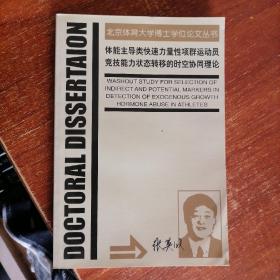 北京体育大学博士学位论文丛书
体能主导类快速力量性项群运动员
竞技能力状态转移的时空协同理论
WASHOUT STUDY FOR SELECTION OF
INDIRECT AND POTENTIAL MARKERS IN
DETECTION OF EXOGENOUS GROWTH
HORMONE ABUSE IN ATHLETES
DOCTORAL DISSERTAION